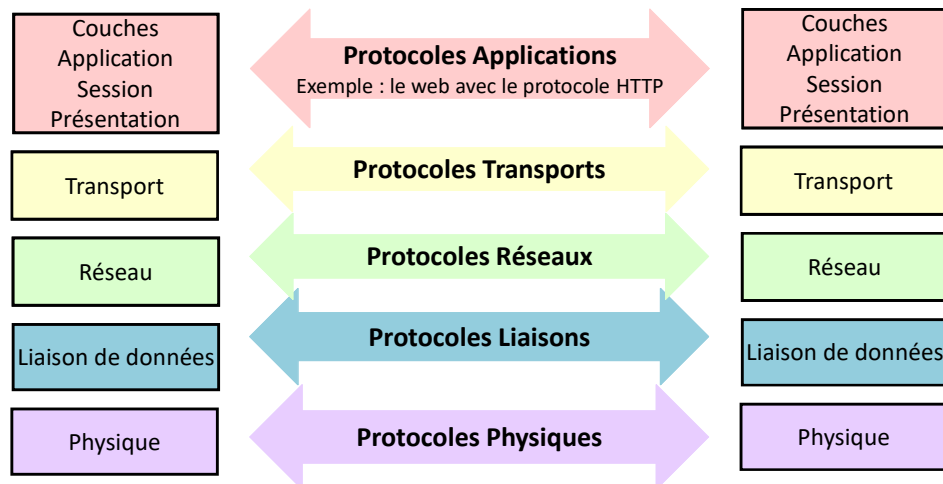 Couches
Application
Session
Présentation
Protocoles Applications
Exemple : le web avec le protocole HTTP
Couches
Application
Session
Présentation
Transport
Protocoles Transports
Transport
Réseau
Protocoles Réseaux
Réseau
Liaison de données
Protocoles Liaisons
Liaison de données
Physique
Protocoles Physiques
Physique